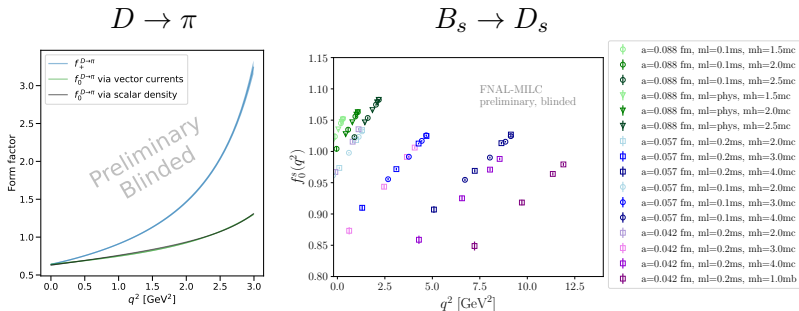 D → π
B_s → D_s
f_+^{D→π}
f_0^{D→π} via vector currents
f_0^{D→π} via scalar density
Preliminary
Blinded
Form factor
3.5
3.0
2.5
2.0
1.5
1.0
0.5
0.0 0.5 1.0 1.5 2.0 2.5 3.0
q² [GeV²]
FNAL-MILC
preliminary, blinded
f_0^s(q²)
1.15
1.10
1.05
1.00
0.95
0.90
0.85
0.80
0.0 2.5 5.0 7.5 10.0 12.5
q² [GeV²]
a=0.088 fm, ml=0.1ms, mh=1.5mc
a=0.088 fm, ml=0.1ms, mh=2.0mc
a=0.088 fm, ml=0.1ms, mh=2.5mc
a=0.088 fm, ml=phys, mh=1.5mc
a=0.088 fm, ml=phys, mh=2.0mc
a=0.088 fm, ml=phys, mh=2.5mc
a=0.057 fm, ml=0.2ms, mh=2.0mc
a=0.057 fm, ml=0.2ms, mh=3.0mc
a=0.057 fm, ml=0.2ms, mh=4.0mc
a=0.057 fm, ml=0.1ms, mh=2.0mc
a=0.057 fm, ml=0.1ms, mh=3.0mc
a=0.057 fm, ml=0.1ms, mh=4.0mc
a=0.042 fm, ml=0.2ms, mh=2.0mc
a=0.042 fm, ml=0.2ms, mh=3.0mc
a=0.042 fm, ml=0.2ms, mh=4.0mc
a=0.042 fm, ml=0.2ms, mh=1.0mb